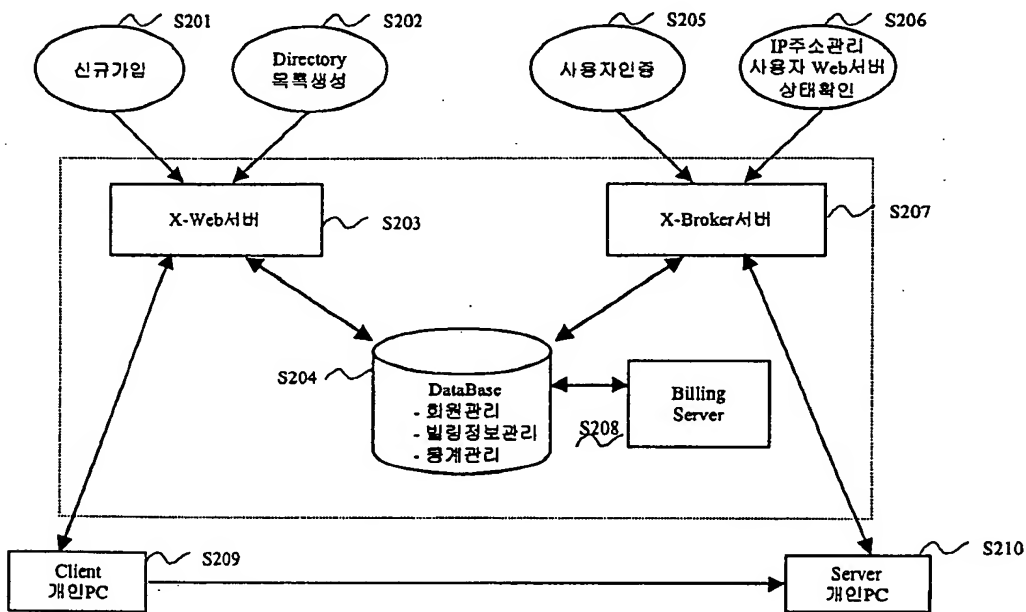 S201
신규가입
S202
Directory
목록생성
S205
사용자인증
S206
IP주소관리
사용자 Web서버
상태확인
X-Web서버
S203
X-Broker서버
S207
S204
DataBase
- 회원관리
- 빌링정보관리
- 통계관리
S208
Billing
Server
S209
Client
개인PC
S210
Server
개인PC